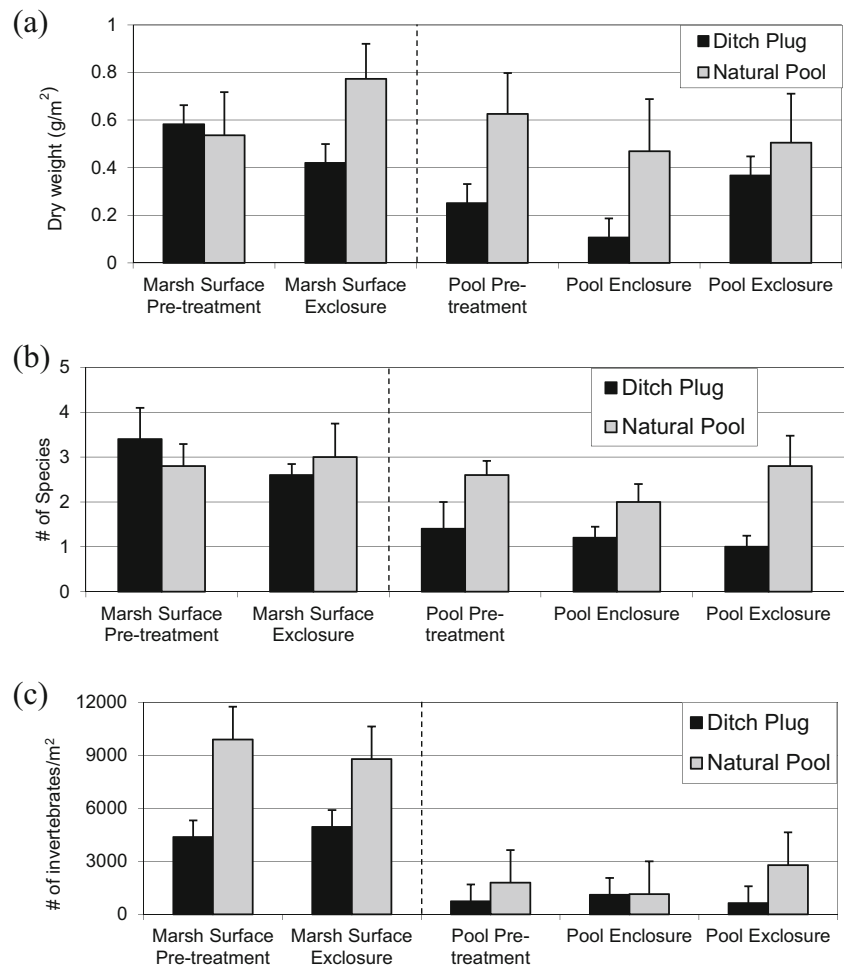 (a)
Dry weight (g/m²)
1
0.8
0.6
0.4
0.2
0
Ditch Plug
Natural Pool
Marsh Surface
Pre-treatment
Marsh Surface
Exclosure
Pool Pre-
treatment
Pool Enclosure
Pool Exclosure
(b)
# of Species
5
4
3
2
1
0
Ditch Plug
Natural Pool
Marsh Surface
Pre-treatment
Marsh Surface
Exclosure
Pool Pre-
treatment
Pool Enclosure
Pool Exclosure
(c)
# of invertebrates/m²
12000
9000
6000
3000
0
Ditch Plug
Natural Pool
Marsh Surface
Pre-treatment
Marsh Surface
Exclosure
Pool Pre-
treatment
Pool Enclosure
Pool Exclosure